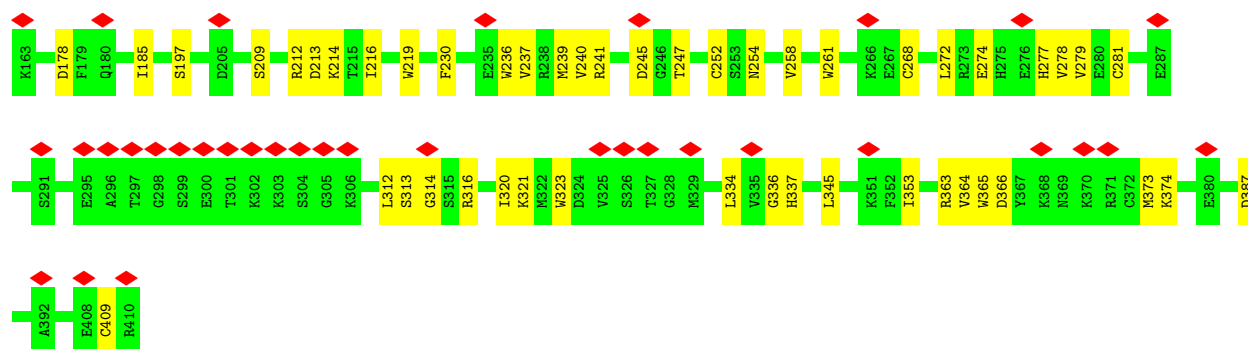 K163 D178 F179 Q180 I185 S197 D205 S209 R212 D213 K214 T215 I216 W219 F230 E235 W236 V237 R238 M239 V240 R241 D245 G246 T247 C252 S253 N254 V258 W261 K266 E267 C268 L272 R273 E274 H275 E276 H277 V278 V279 E280 C281 E287
S291 E295 A296 T297 G298 S299 E300 T301 K302 K303 S304 G305 K306 L312 S313 G314 S315 R316 I320 K321 M322 W323 D324 V325 S326 T327 G328 M329 L334 V335 G336 H337 L345 K351 F352 I353 R363 V364 W365 D366 Y367 K368 N369 K370 R371 C372 M373 K374 E380 D387
A392 E408 C409 R410